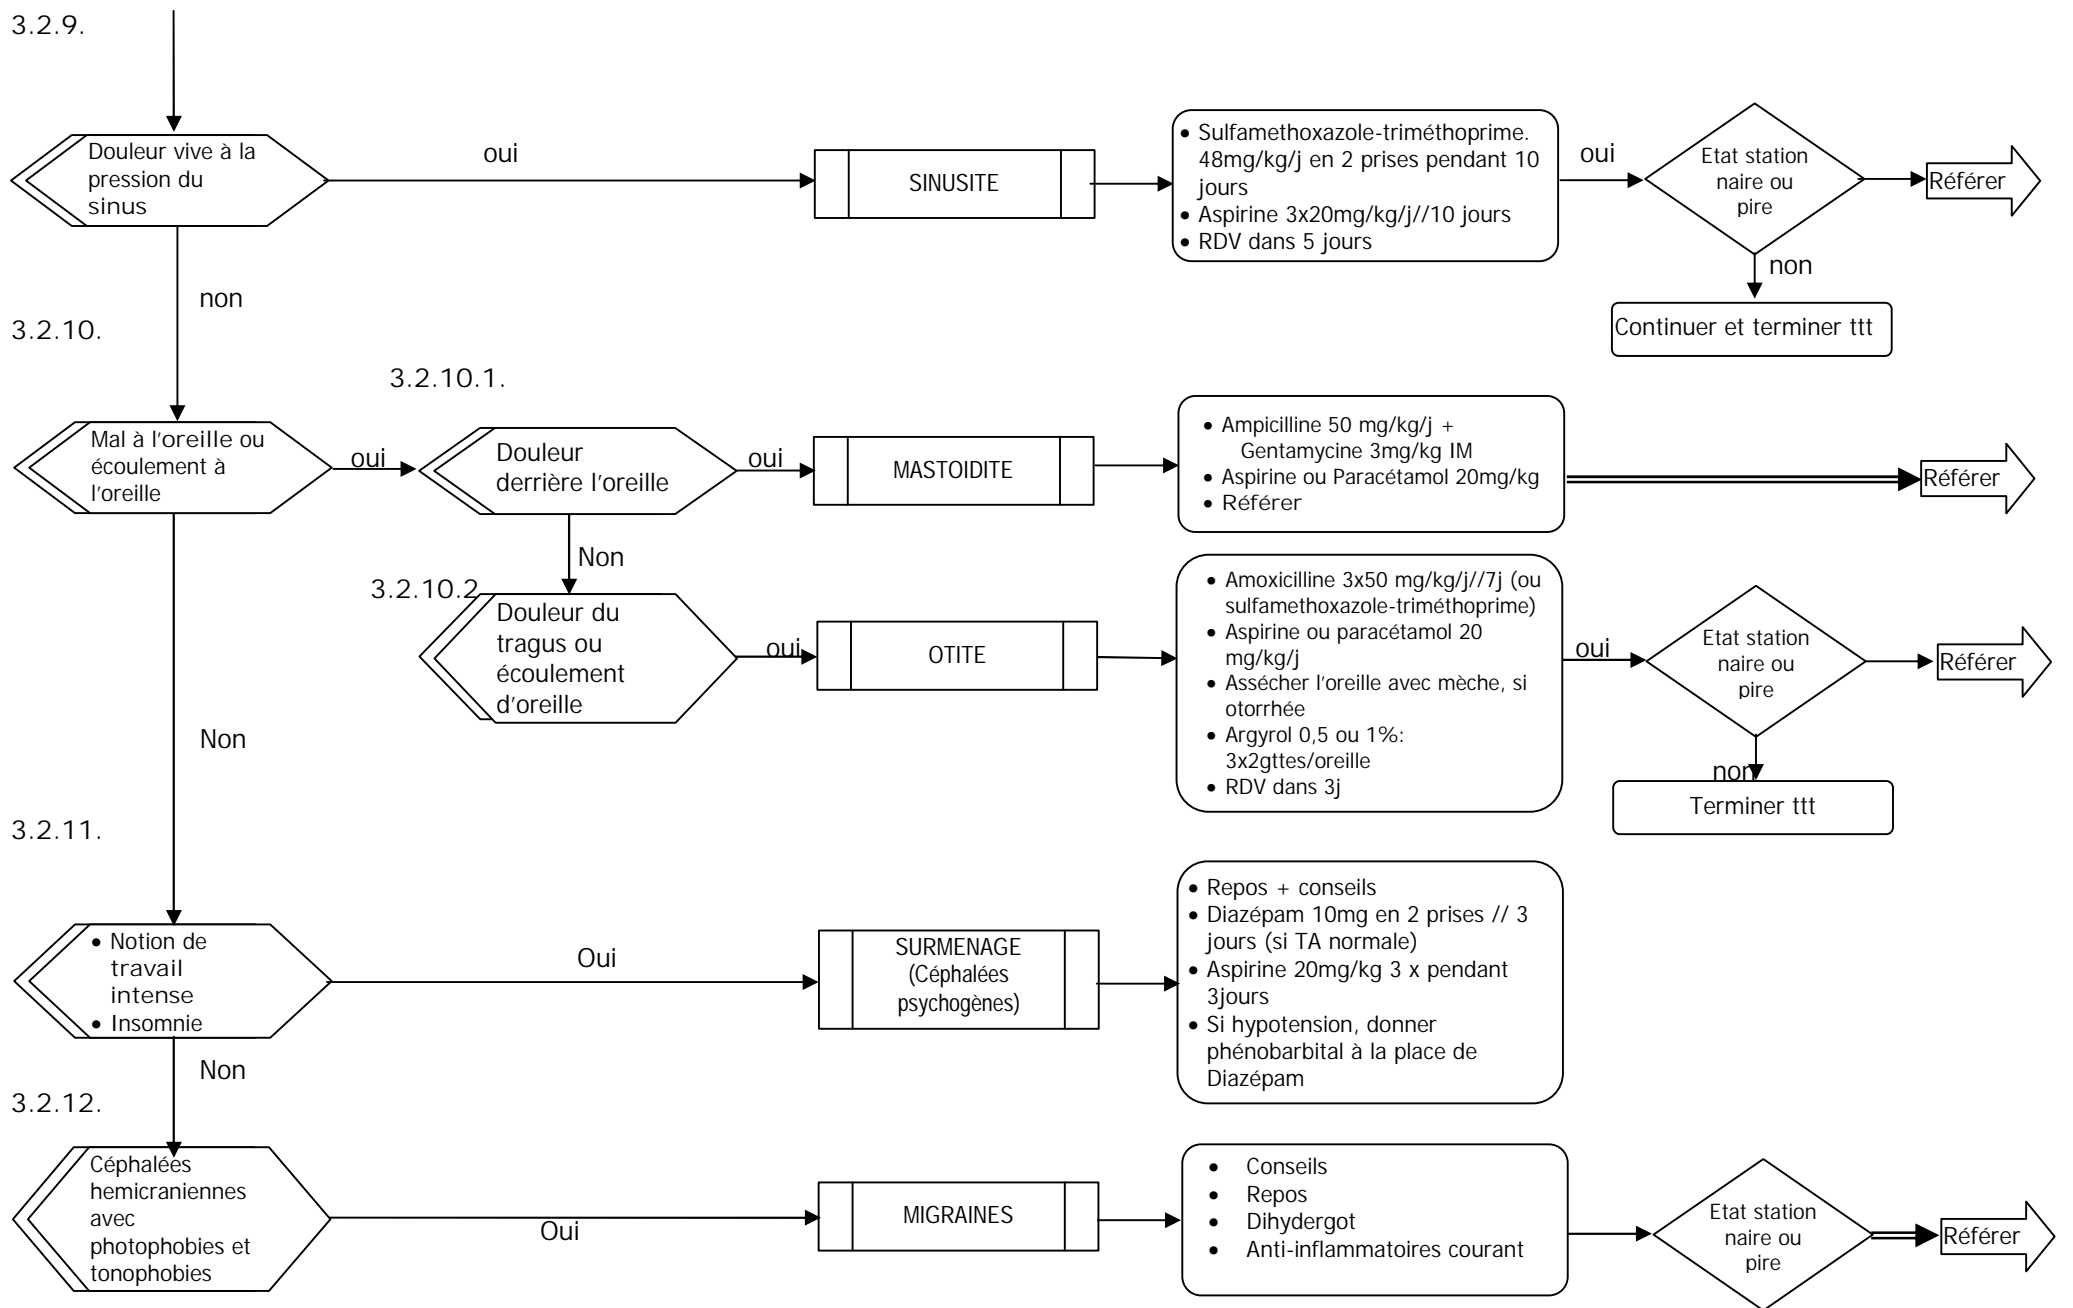 3.2.9.
Douleur vive à la
pression du
sinus
oui
SINUSITE
• Sulfamethoxazole-triméthoprime.
48mg/kg/j en 2 prises pendant 10
jours
• Aspirine 3x20mg/kg/j//10 jours
• RDV dans 5 jours
oui
Etat station
naire ou
pire
Référer
non
Continuer et terminer ttt
non
3.2.10.
Mal à l'oreille ou
écoulement à
l'oreille
oui
3.2.10.1.
Douleur
derrière l'oreille
oui
MASTOIDITE
• Ampicilline 50 mg/kg/j +
Gentamycine 3mg/kg IM
• Aspirine ou Paracétamol 20mg/kg
• Référer
Référer
Non
3.2.10.2
Douleur du
tragus ou
écoulement
d'oreille
oui
OTITE
• Amoxicilline 3x50 mg/kg/j//7j (ou
sulfamethoxazole-triméthoprime)
• Aspirine ou paracétamol 20
mg/kg/j
• Assécher l'oreille avec mèche, si
otorrhée
• Argyrol 0,5 ou 1%:
3x2gttes/oreille
• RDV dans 3j
oui
Etat station
naire ou
pire
Référer
non
Terminer ttt
Non
3.2.11.
• Notion de
travail
intense
• Insomnie
Oui
SURMENAGE
(Céphalées
psychogènes)
• Repos + conseils
• Diazépam 10mg en 2 prises // 3
jours (si TA normale)
• Aspirine 20mg/kg 3 x pendant
3jours
• Si hypotension, donner
phénobarbital à la place de
Diazépam
Non
3.2.12.
Céphalées
hemicraniennes
avec
photophobies et
tonophobies
Oui
MIGRAINES
• Conseils
• Repos
• Dihydergot
• Anti-inflammatoires courant
Etat station
naire ou
pire
Référer